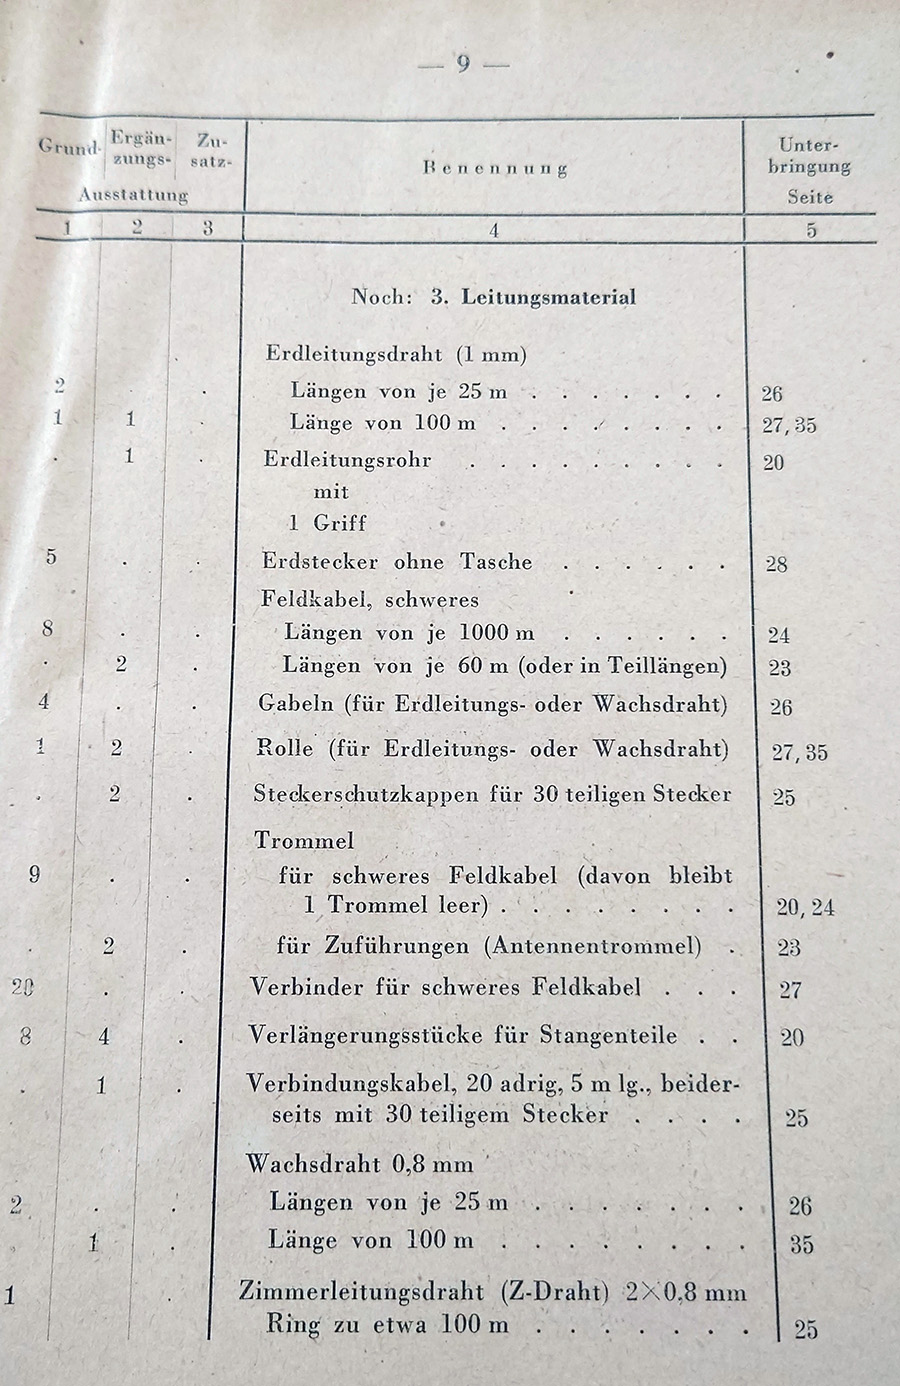 — 9 —
Grund- Ergän- Zu-
zungs- satz-
Ausstattung
Benennung
Unter-
bringung
Seite
1 2 3 4 5
Noch: 3. Leitungsmaterial
Erdleitungsdraht (1 mm)
2 . Längen von je 25 m . . . . . . . 26
1 1 Länge von 100 m . . . . . . . . 27, 35
. 1 . Erdleitungsrohr . . . . . . . . . 20
mit
1 Griff
5 . . Erdstecker ohne Tasche . . . . . . 28
Feldkabel, schweres
8 . . Längen von je 1000 m . . . . . . 24
. 2 . Längen von je 60 m (oder in Teillängen) 23
4 . . Gabeln (für Erdleitungs- oder Wachsdraht) 26
1 2 . Rolle (für Erdleitungs- oder Wachsdraht) 27, 35
. 2 . Steckerschutzkappen für 30 teiligen Stecker 25
Trommel
9 . . für schweres Feldkabel (davon bleibt
1 Trommel leer) . . . . . . . . 20, 24
. 2 . für Zuführungen (Antennentrommel) . 23
20 . . Verbinder für schweres Feldkabel . . . 27
8 4 . Verlängerungsstücke für Stangenteile . . 20
. 1 . Verbindungskabel, 20 adrig, 5 m lg., beider-
seits mit 30 teiligem Stecker . . . . 25
Wachsdraht 0,8 mm
2 . . Längen von je 25 m . . . . . . . 26
. 1 . Länge von 100 m . . . . . . . . 35
1 . Zimmerleitungsdraht (Z-Draht) 2×0,8 mm
Ring zu etwa 100 m . . . . . . . 25